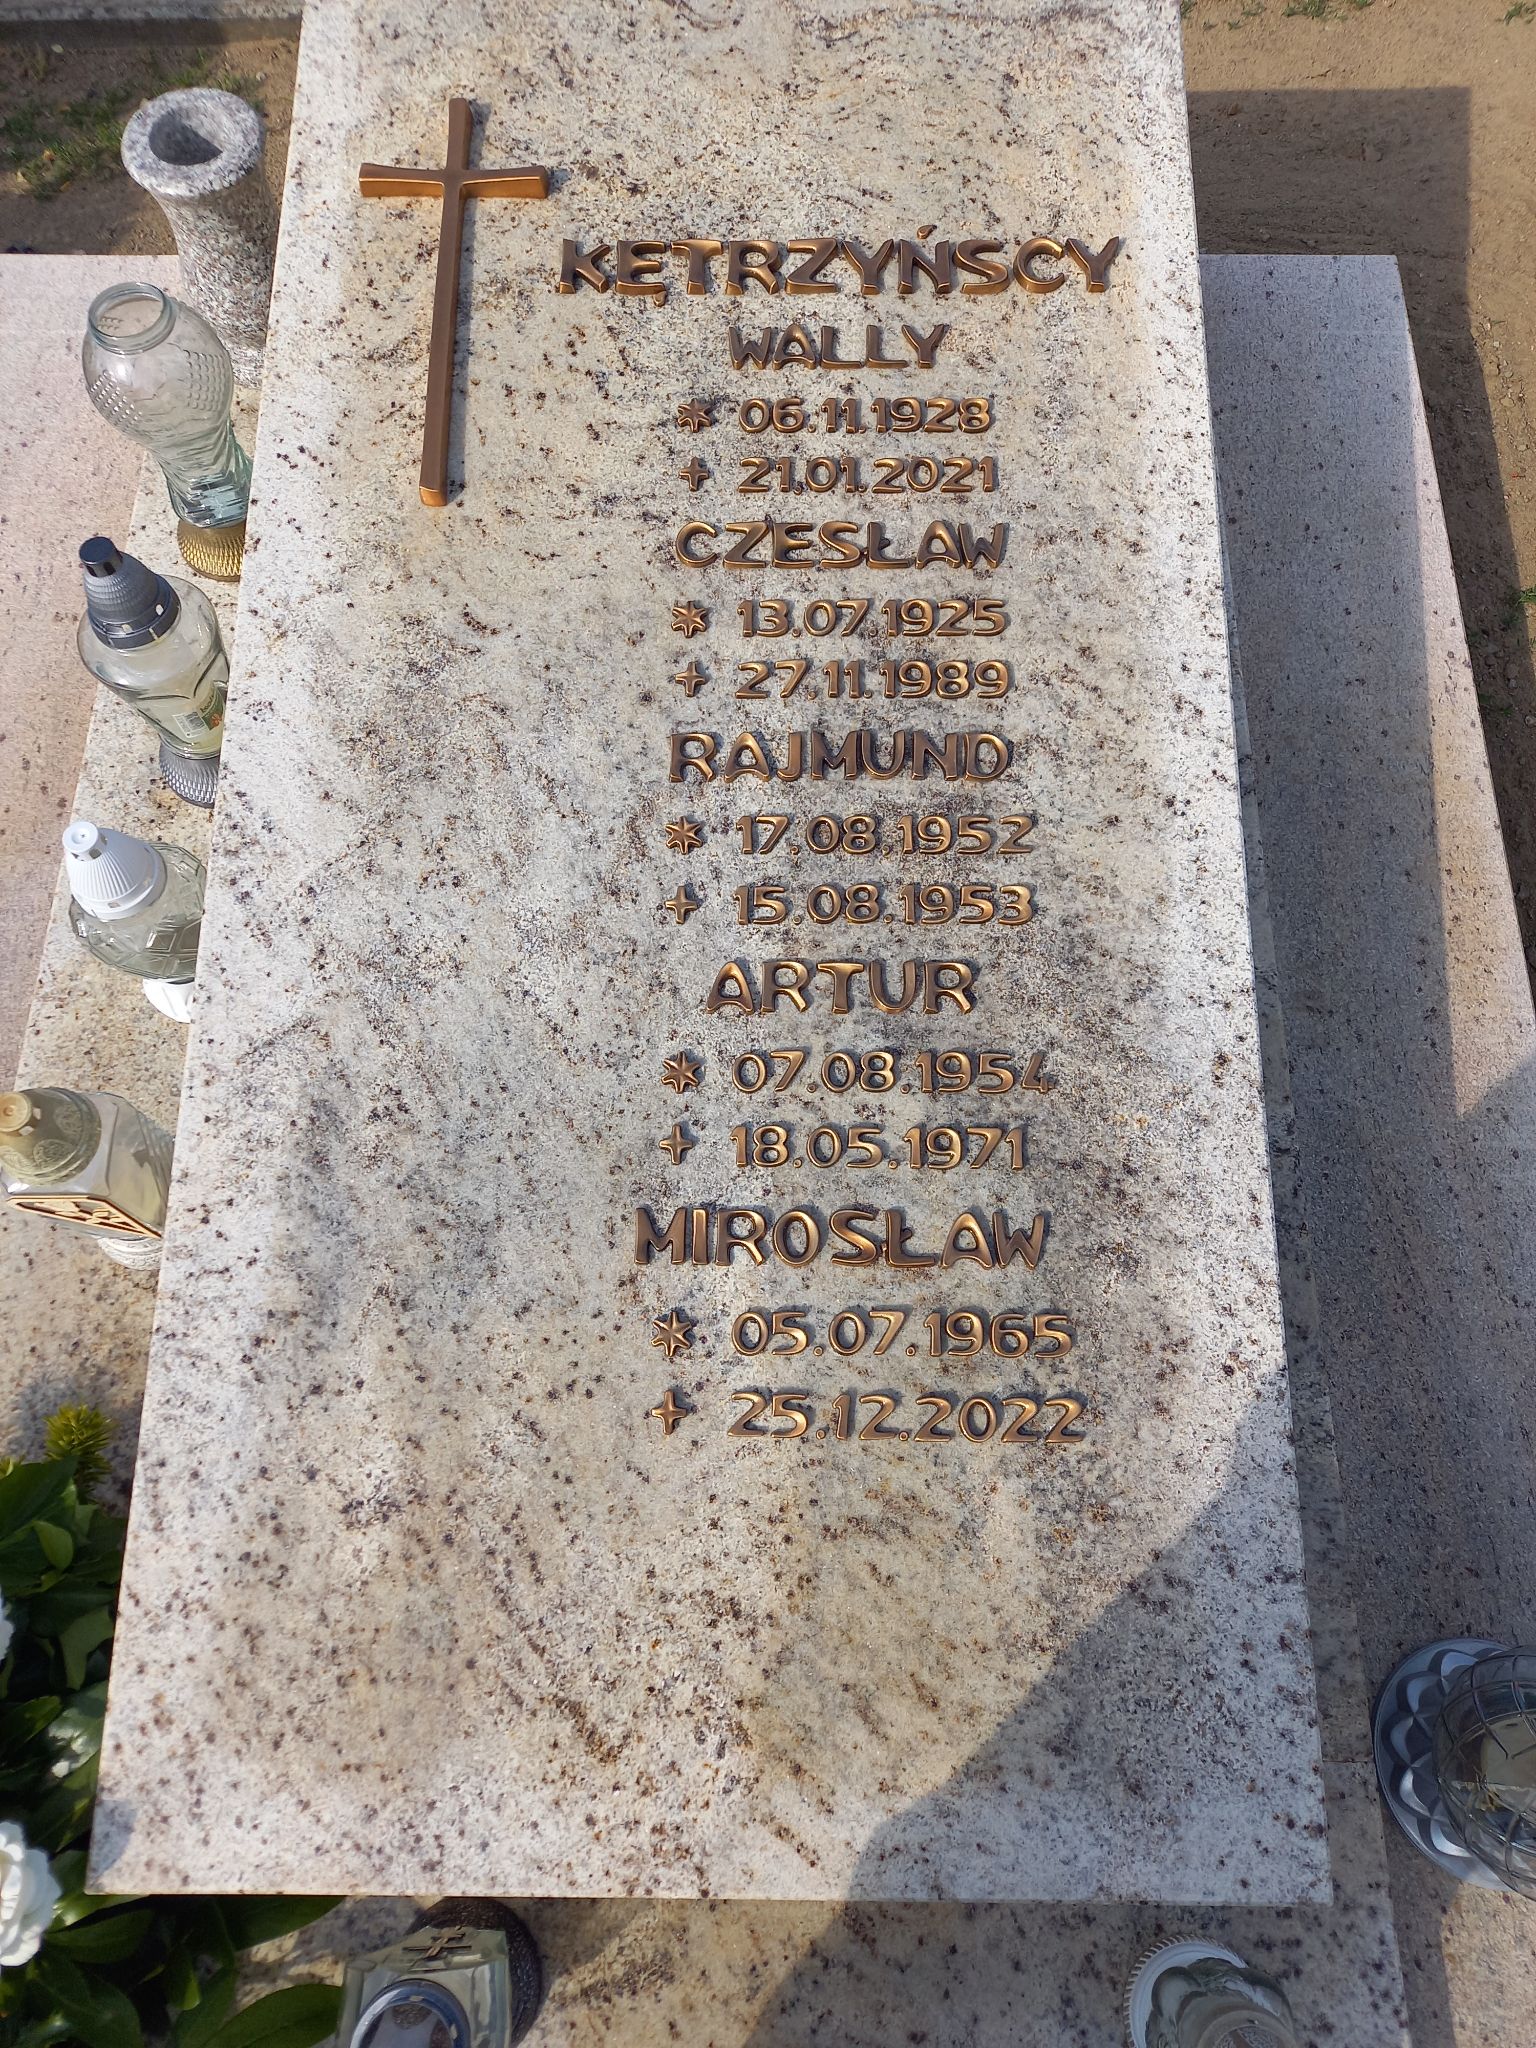 KĘTRZYŃSCY
WALLY
* 06.11.1928
+ 21.01.2021
CZESŁAW
* 13.07.1925
+ 27.11.1989
RAJMUND
* 17.08.1952
+ 15.08.1953
ARTUR
* 07.08.1954
+ 18.05.1971
MIROSŁAW
* 05.07.1965
+ 25.12.2022